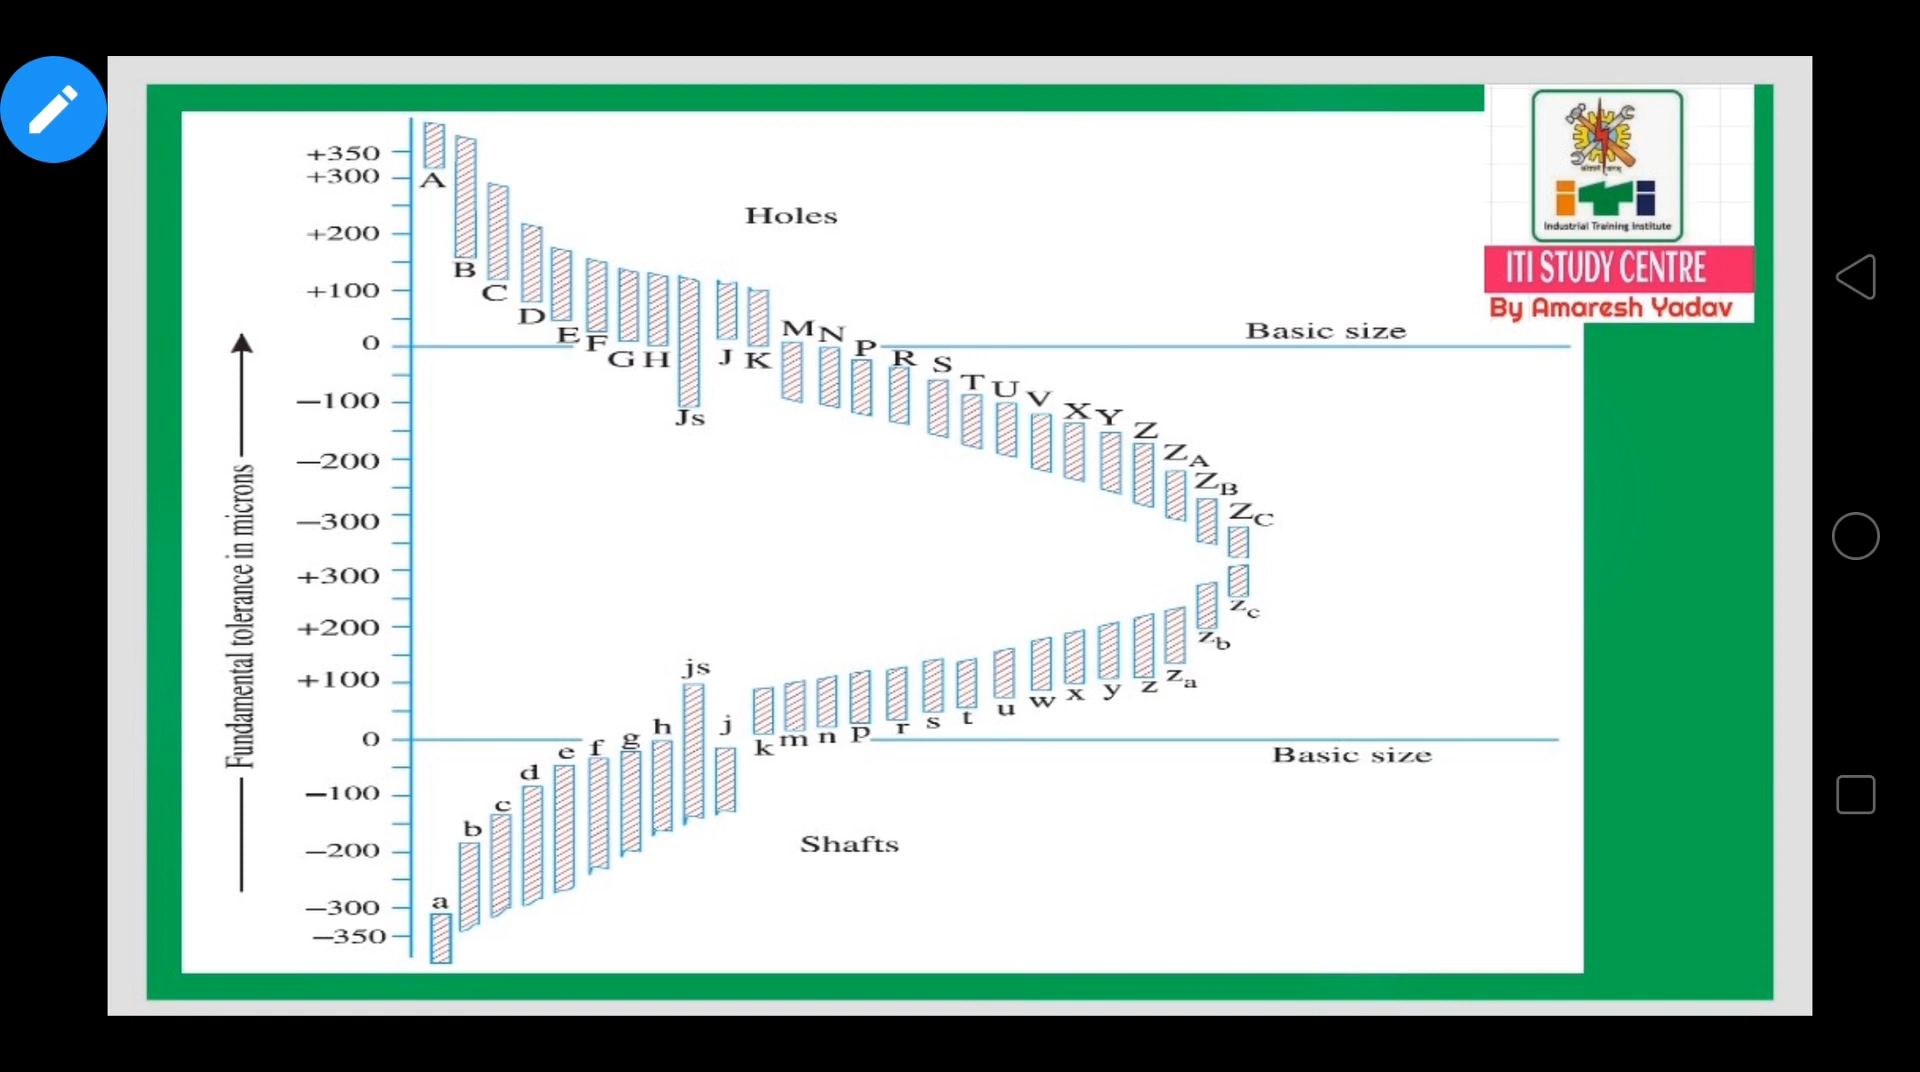 +350
+300
+200
+100
0
−100
−200
−300
+300
+200
+100
0
−100
−200
−300
−350
Fundamental tolerance in microns
Holes
A
B
C
D
E
F
G
H
Js
J
K
M
N
P
R
S
T
U
V
X
Y
Z
ZA
ZB
ZC
Basic size
a
b
c
d
e
f
g
h
js
j
k
m
n
p
r
s
t
u
w
x
y
z
za
zb
zc
Basic size
Shafts
iTi
Industrial Training Institute
ITI STUDY CENTRE
By Amaresh Yadav